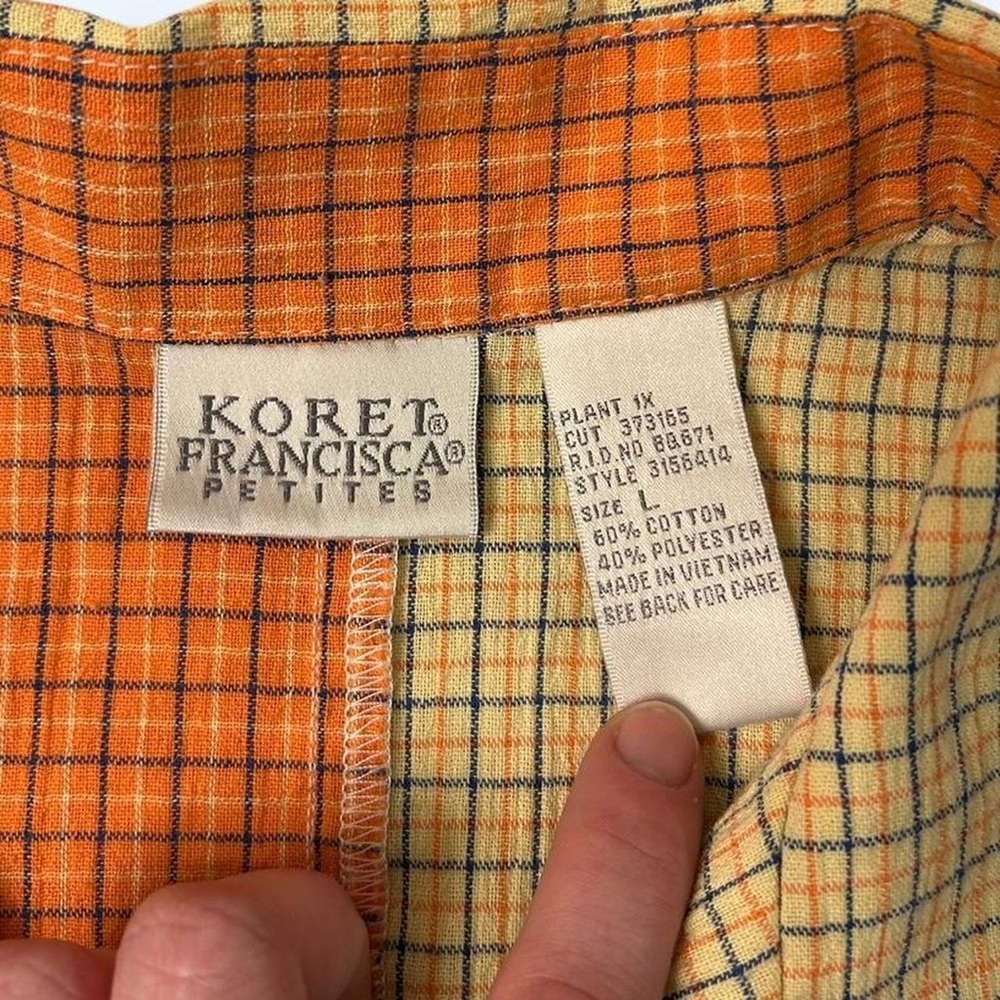 KORET®
FRANCISCA®
PETITES
PLANT 1X
CUT 373165
R.I.D.NO 80671
STYLE 3156414
SIZE L
60% COTTON
40% POLYESTER
MADE IN VIETNAM
SEE BACK FOR CARE